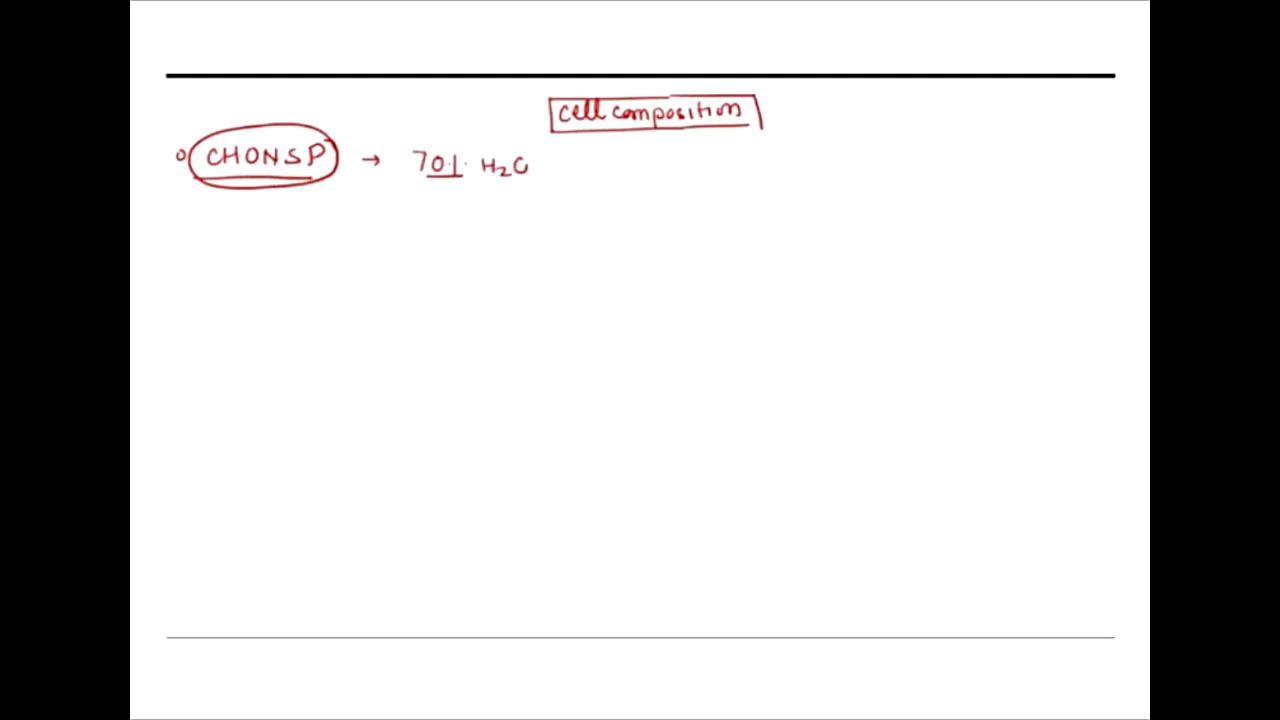 cell composition
CHONSP → 70% H₂O